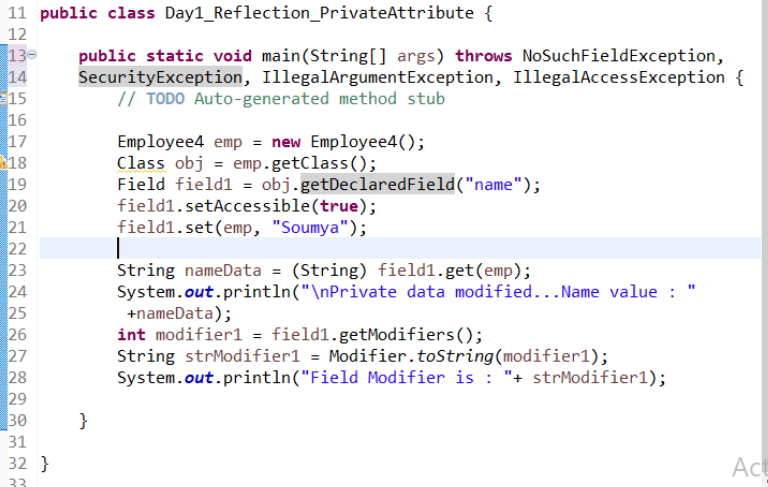 11 public class Day1_Reflection_PrivateAttribute {
12
13 public static void main(String[] args) throws NoSuchFieldException,
14 SecurityException, IllegalArgumentException, IllegalAccessException {
15 // TODO Auto-generated method stub
16
17 Employee4 emp = new Employee4();
18 Class obj = emp.getClass();
19 Field field1 = obj.getDeclaredField("name");
20 field1.setAccessible(true);
21 field1.set(emp, "Soumya");
22
23 String nameData = (String) field1.get(emp);
24 System.out.println("\nPrivate data modified...Name value : "
25 +nameData);
26 int modifier1 = field1.getModifiers();
27 String strModifier1 = Modifier.toString(modifier1);
28 System.out.println("Field Modifier is : "+ strModifier1);
29
30 }
31
32 }
33